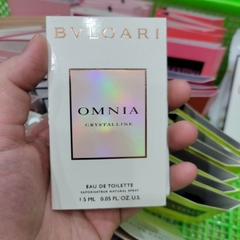 BVLGARI
OMNIA
CRYSTALLINE
EAU DE TOILETTE
VAPORISATEUR NATURAL SPRAY
1.5 ML 0.05 FL.OZ.U.S.